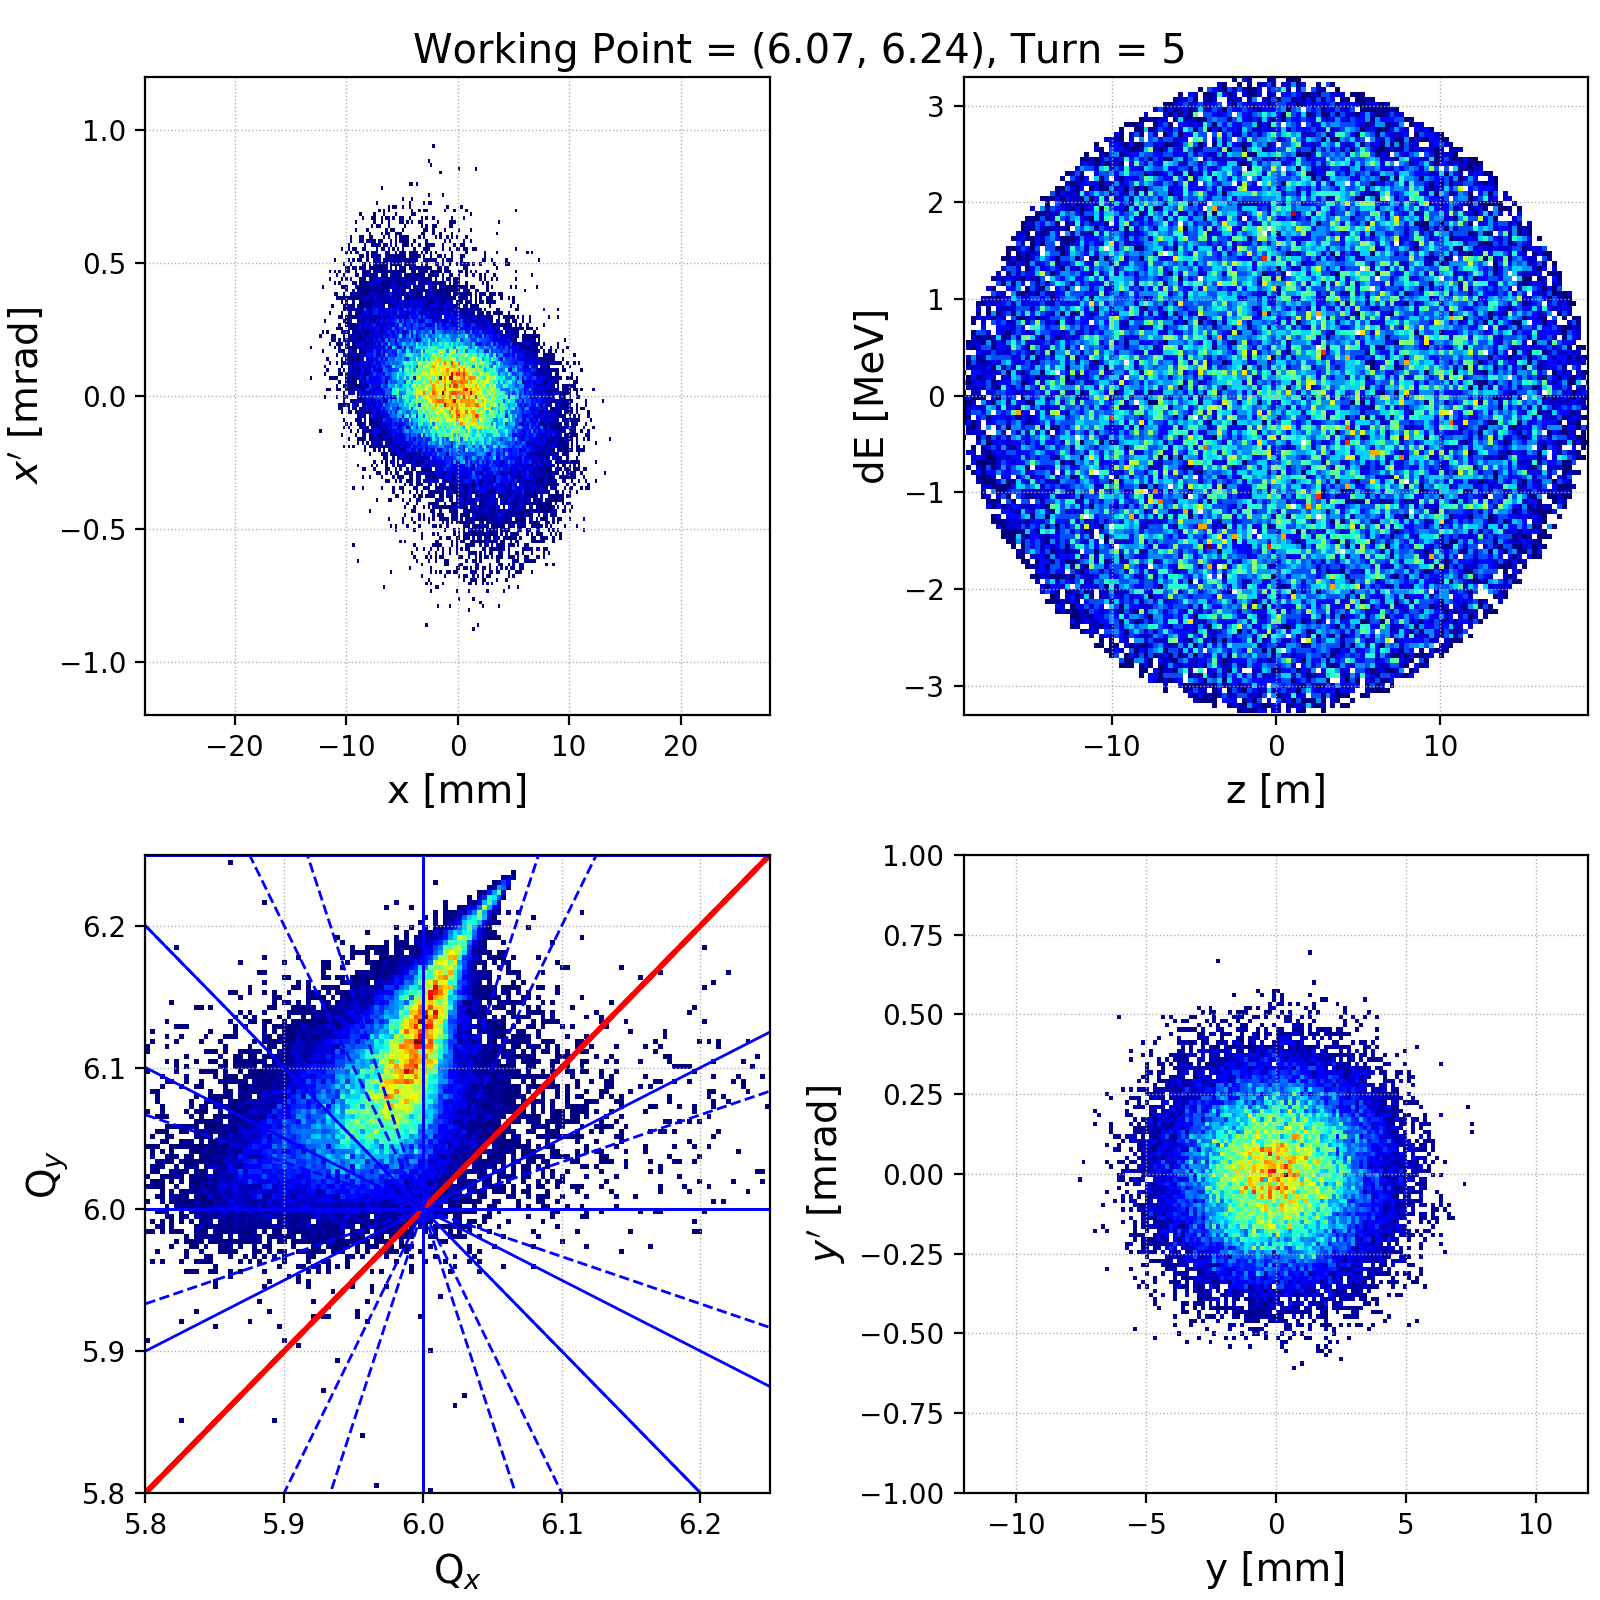 Working Point = (6.07, 6.24), Turn = 5
1.0
0.5
0.0
−0.5
−1.0
x′ [mrad]
−20 −10 0 10 20
x [mm]
3
2
1
0
−1
−2
−3
dE [MeV]
−10 0 10
z [m]
6.2
6.1
6.0
5.9
5.8
Qy
5.8 5.9 6.0 6.1 6.2
Qx
1.00
0.75
0.50
0.25
0.00
−0.25
−0.50
−0.75
−1.00
y′ [mrad]
−10 −5 0 5 10
y [mm]